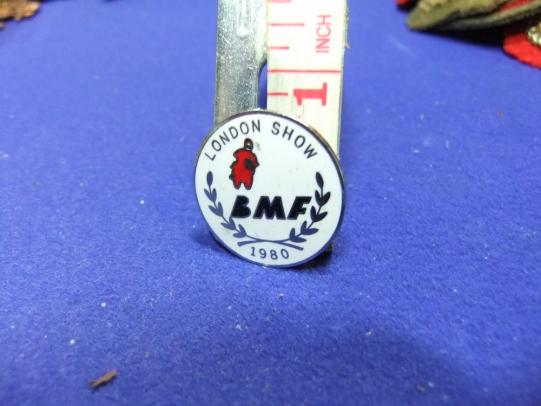 INCH
1
LONDON SHOW
BMF
1980